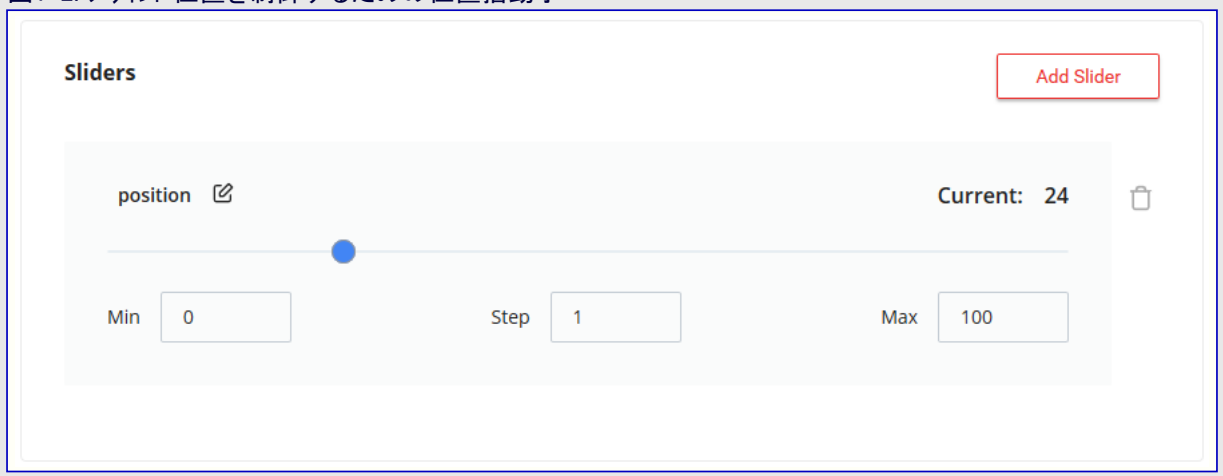 Sliders
Add Slider
position
Current: 24
Min 0
Step 1
Max 100